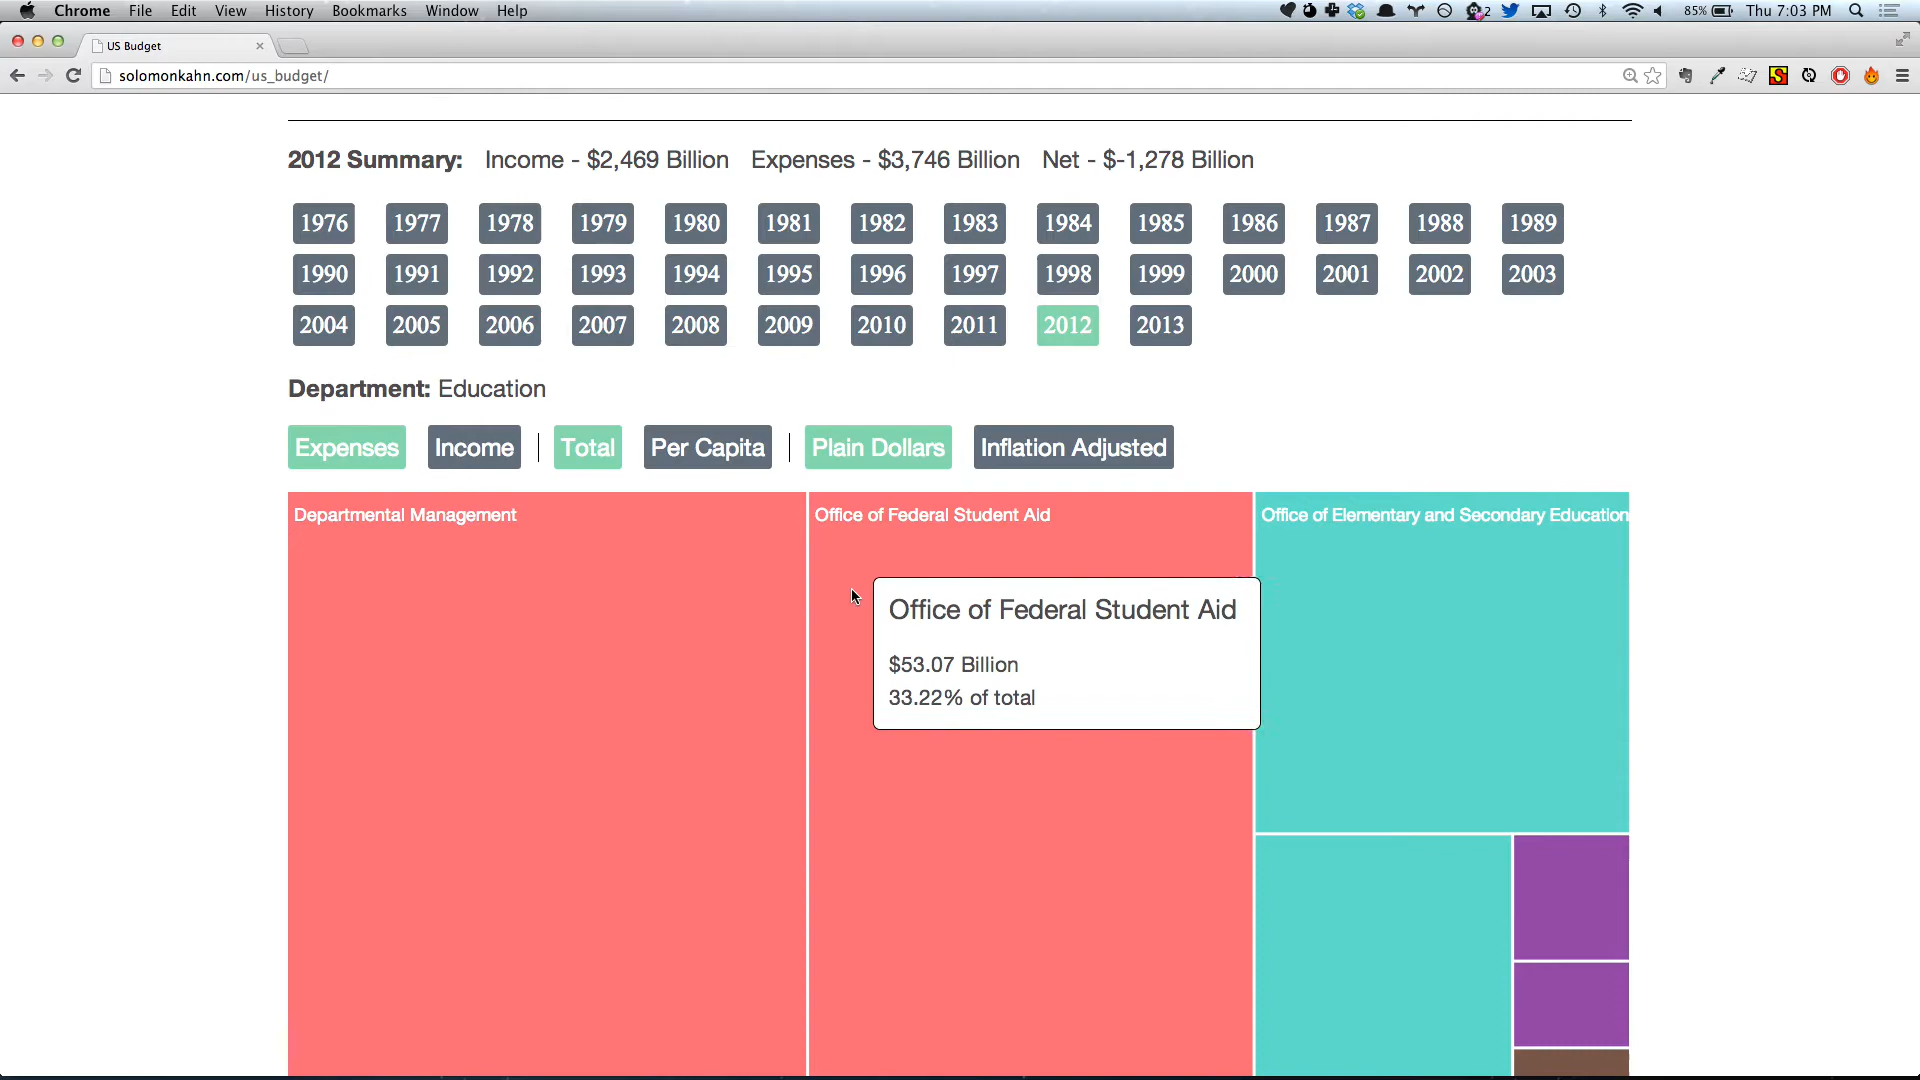 Chrome File Edit View History Bookmarks Window Help 2 85% Thu 7:03 PM
US Budget
solomonkahn.com/us_budget/
2012 Summary: Income - $2,469 Billion Expenses - $3,746 Billion Net - $-1,278 Billion
1976 1977 1978 1979 1980 1981 1982 1983 1984 1985 1986 1987 1988 1989
1990 1991 1992 1993 1994 1995 1996 1997 1998 1999 2000 2001 2002 2003
2004 2005 2006 2007 2008 2009 2010 2011 2012 2013
Department: Education
Expenses Income Total Per Capita Plain Dollars Inflation Adjusted
Departmental Management Office of Federal Student Aid Office of Elementary and Secondary Education
Office of Federal Student Aid
$53.07 Billion
33.22% of total